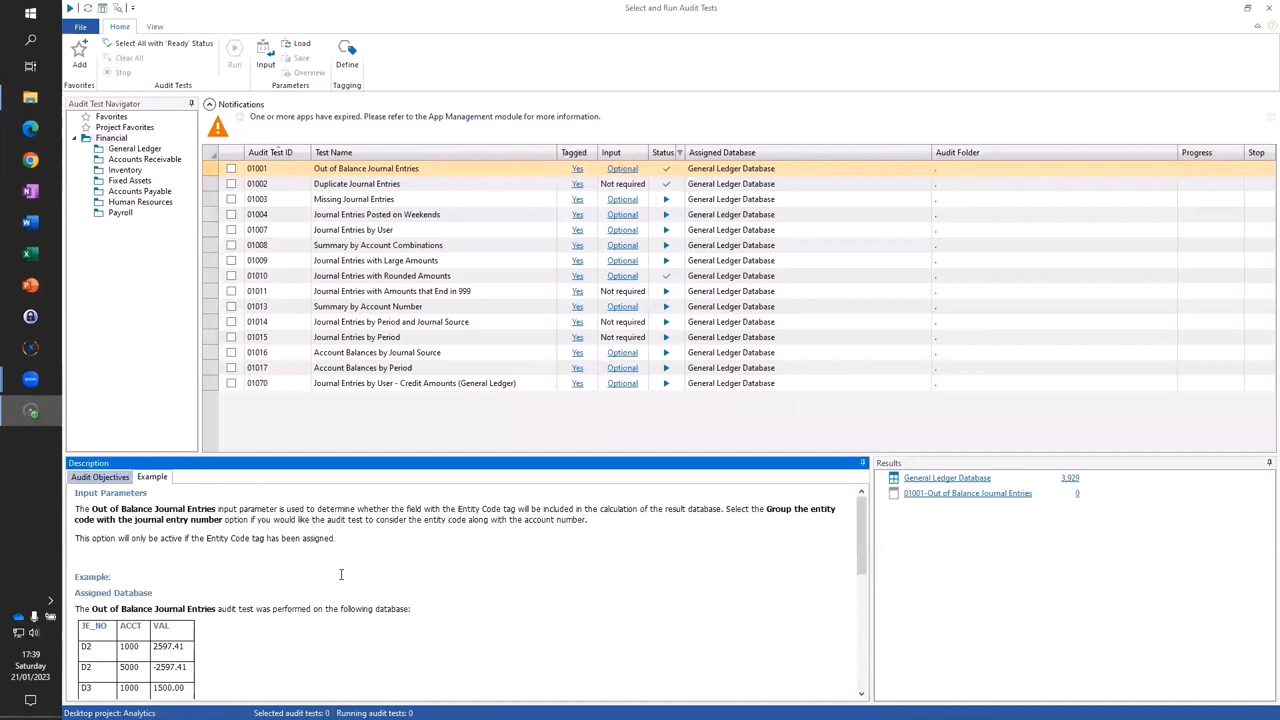 Select and Run Audit Tests
File Home View
Add
Select All with 'Ready' Status
Clear All
Stop
Run
Input
Load
Save
Overview
Define
Favorites Audit Tests Parameters Tagging
Audit Test Navigator
Favorites
Project Favorites
Financial
General Ledger
Accounts Receivable
Inventory
Fixed Assets
Accounts Payable
Human Resources
Payroll
Notifications
One or more apps have expired. Please refer to the App Management module for more information.
Audit Test ID Test Name Tagged Input Status Assigned Database Audit Folder Progress Stop
01001 Out of Balance Journal Entries Yes Optional General Ledger Database .
01002 Duplicate Journal Entries Yes Not required General Ledger Database .
01003 Missing Journal Entries Yes Optional General Ledger Database .
01004 Journal Entries Posted on Weekends Yes Optional General Ledger Database .
01007 Journal Entries by User Yes Optional General Ledger Database .
01008 Summary by Account Combinations Yes Optional General Ledger Database .
01009 Journal Entries with Large Amounts Yes Optional General Ledger Database .
01010 Journal Entries with Rounded Amounts Yes Optional General Ledger Database .
01011 Journal Entries with Amounts that End in 999 Yes Not required General Ledger Database .
01013 Summary by Account Number Yes Optional General Ledger Database .
01014 Journal Entries by Period and Journal Source Yes Not required General Ledger Database .
01015 Journal Entries by Period Yes Not required General Ledger Database .
01016 Account Balances by Journal Source Yes Optional General Ledger Database .
01017 Account Balances by Period Yes Optional General Ledger Database .
01070 Journal Entries by User - Credit Amounts (General Ledger) Yes Optional General Ledger Database .
Description
Audit Objectives Example
Input Parameters
The Out of Balance Journal Entries input parameter is used to determine whether the field with the Entity Code tag will be included in the calculation of the result database. Select the Group the entity
code with the journal entry number option if you would like the audit test to consider the entity code along with the account number.
This option will only be active if the Entity Code tag has been assigned.
Example:
Assigned Database
The Out of Balance Journal Entries audit test was performed on the following database:
JE_NO ACCT VAL
D2 1000 2597.41
D2 5000 -2597.41
D3 1000 1500.00
Results
General Ledger Database 3,929
01001-Out of Balance Journal Entries 0
17:39
Saturday
21/01/2023
Desktop project: Analytics Selected audit tests: 0 Running audit tests: 0